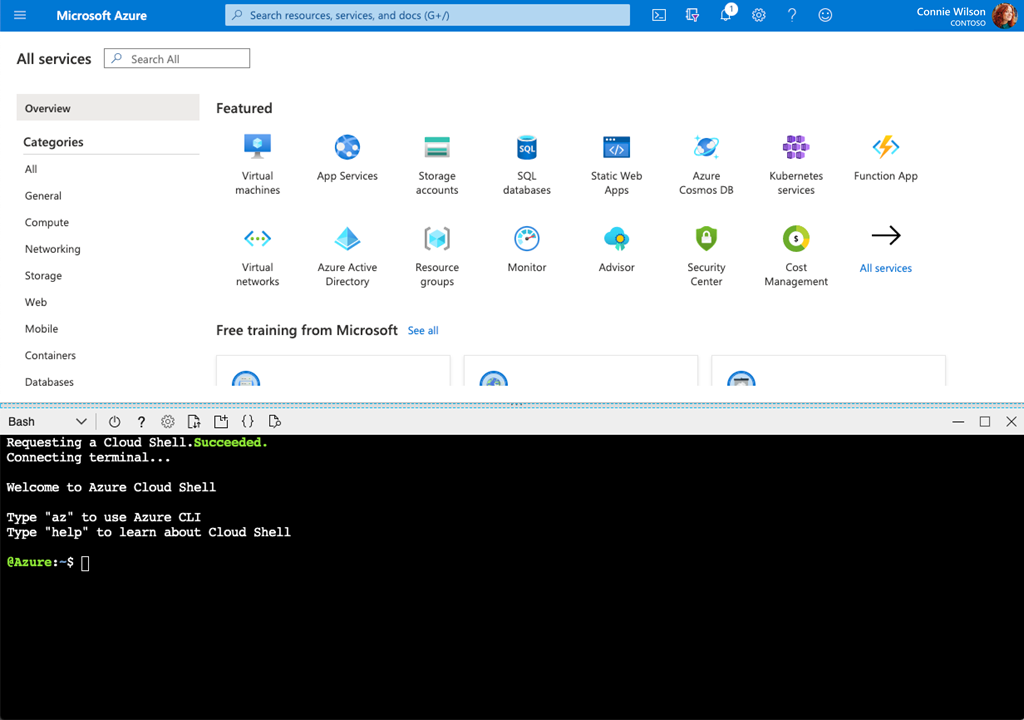 Microsoft Azure
Search resources, services, and docs (G+/)
1
Connie Wilson
CONTOSO
All services
Search All
Overview
Categories
All
General
Compute
Networking
Storage
Web
Mobile
Containers
Databases
Featured
Virtual
machines
App Services
Storage
accounts
SQL
SQL
databases
Static Web
Apps
Azure
Cosmos DB
Kubernetes
services
Function App
Virtual
networks
Azure Active
Directory
Resource
groups
Monitor
Advisor
Security
Center
$
Cost
Management
All services
Free training from Microsoft See all
Bash
?
{}
Requesting a Cloud Shell.Succeeded.
Connecting terminal...
Welcome to Azure Cloud Shell
Type "az" to use Azure CLI
Type "help" to learn about Cloud Shell
@Azure:~$